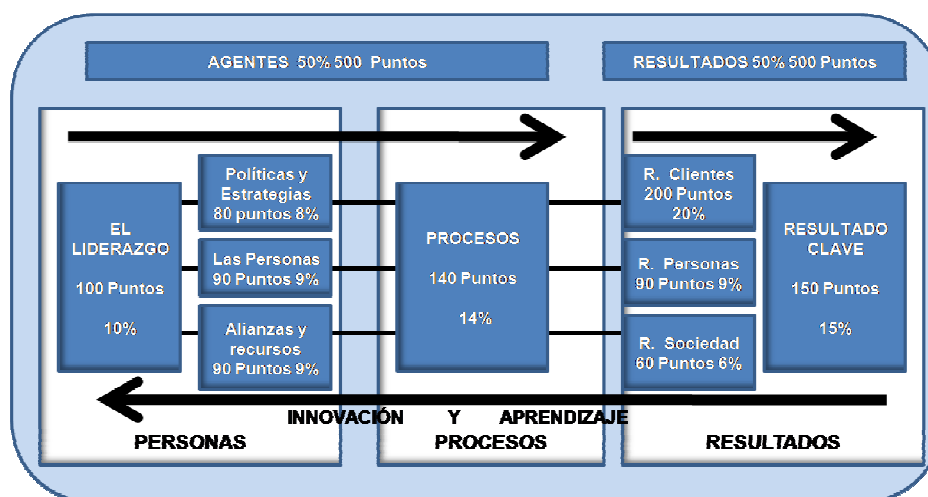 AGENTES 50% 500 Puntos
RESULTADOS 50% 500 Puntos
EL
LIDERAZGO
100 Puntos
10%
Políticas y
Estrategias
80 puntos 8%
Las Personas
90 Puntos 9%
Alianzas y
recursos
90 Puntos 9%
PROCESOS
140 Puntos
14%
R. Clientes
200 Puntos
20%
R. Personas
90 Puntos 9%
R. Sociedad
60 Puntos 6%
RESULTADO
CLAVE
150 Puntos
15%
INNOVACIÓN Y APRENDIZAJE
PERSONAS
PROCESOS
RESULTADOS